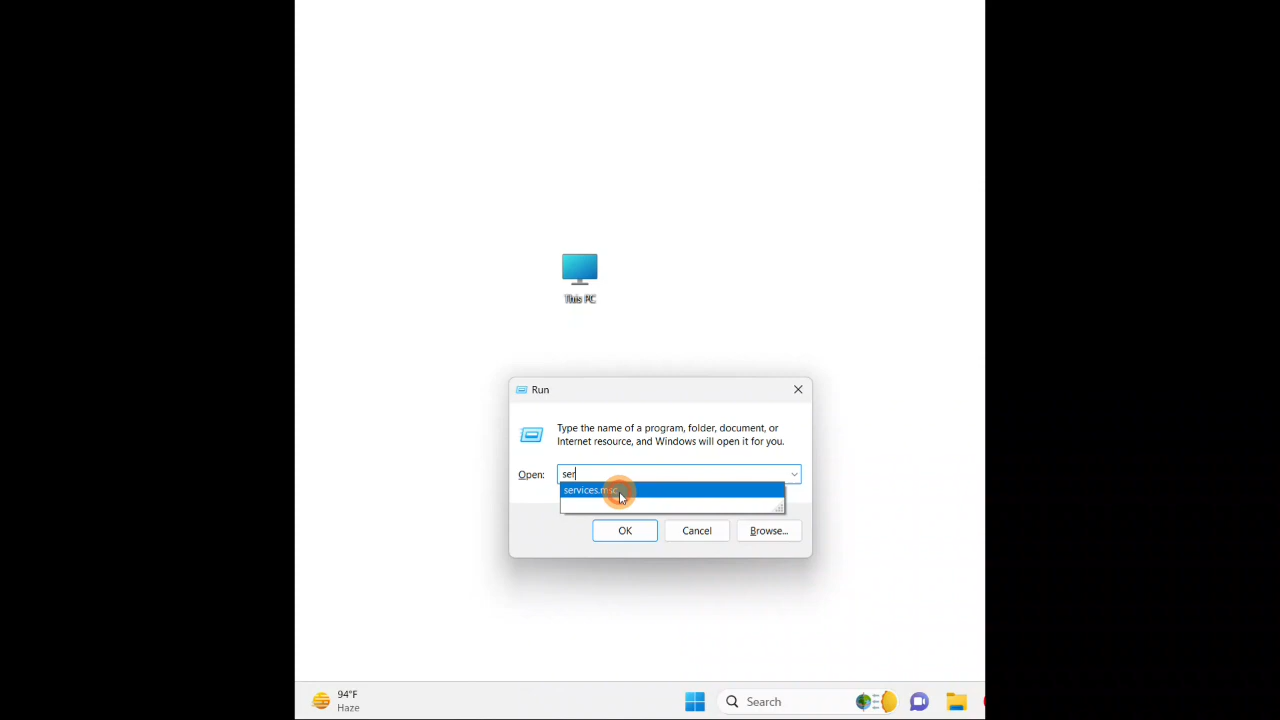 This PC
Run
Type the name of a program, folder, document, or
Internet resource, and Windows will open it for you.
Open: ser
services.msc
OK Cancel Browse...
94°F
Haze
Search